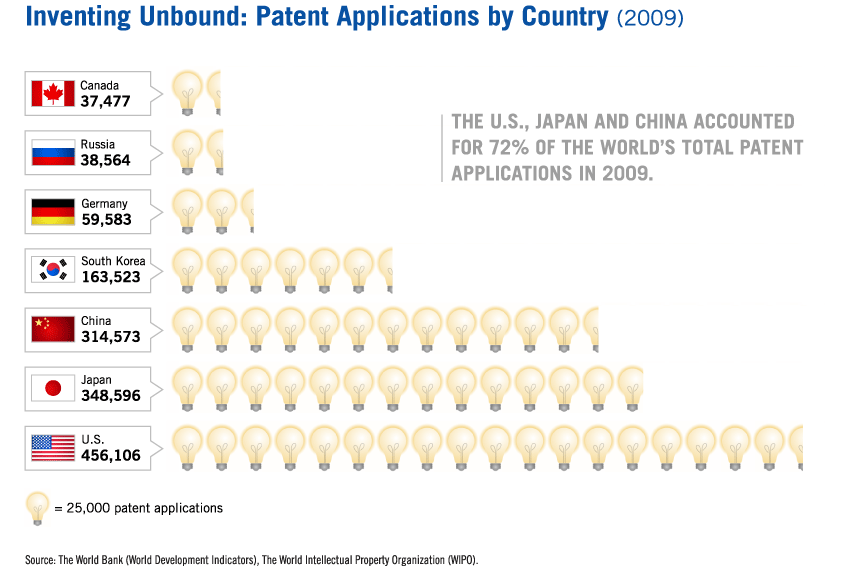 Inventing Unbound: Patent Applications by Country (2009)
Canada
37,477
THE U.S., JAPAN AND CHINA ACCOUNTED
FOR 72% OF THE WORLD'S TOTAL PATENT
APPLICATIONS IN 2009.
Russia
38,564
Germany
59,583
South Korea
163,523
China
314,573
Japan
348,596
U.S.
456,106
= 25,000 patent applications
Source: The World Bank (World Development Indicators), The World Intellectual Property Organization (WIPO).